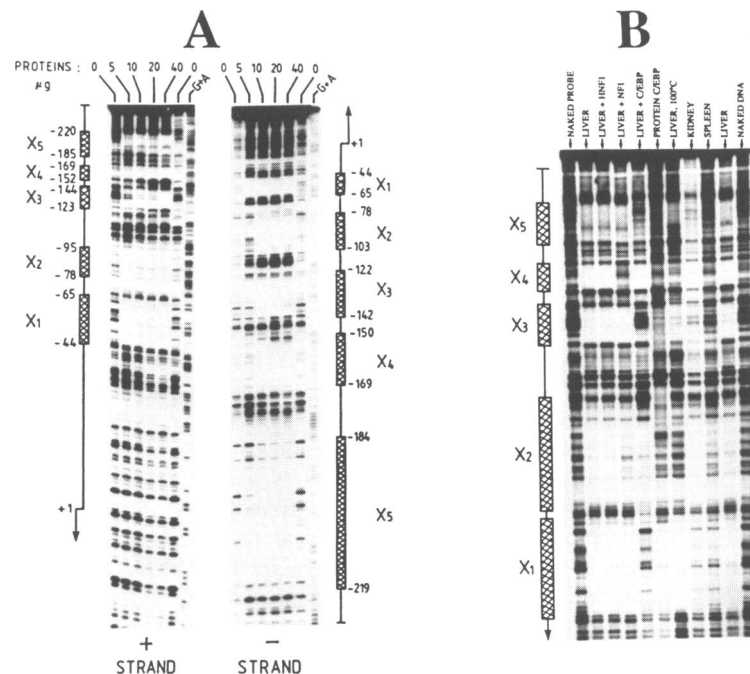 A
PROTEINS : 0 5 10 20 40 0 G+A
μg
0 5 10 20 40 0 G+A
X5
X4
X3
X2
X1
-220
-185
-169
-152
-144
-123
-95
-78
-65
-44
+1
+1
-44
-65
-78
-103
-122
-142
-150
-169
-184
-219
X1
X2
X3
X4
X5
+
STRAND
−
STRAND
B
NAKED PROBE
LIVER
LIVER + HNF1
LIVER + NF1
LIVER + C/EBP
PROTEIN C/EBP
LIVER, 100°C
KIDNEY
SPLEEN
LIVER
NAKED DNA
X5
X4
X3
X2
X1